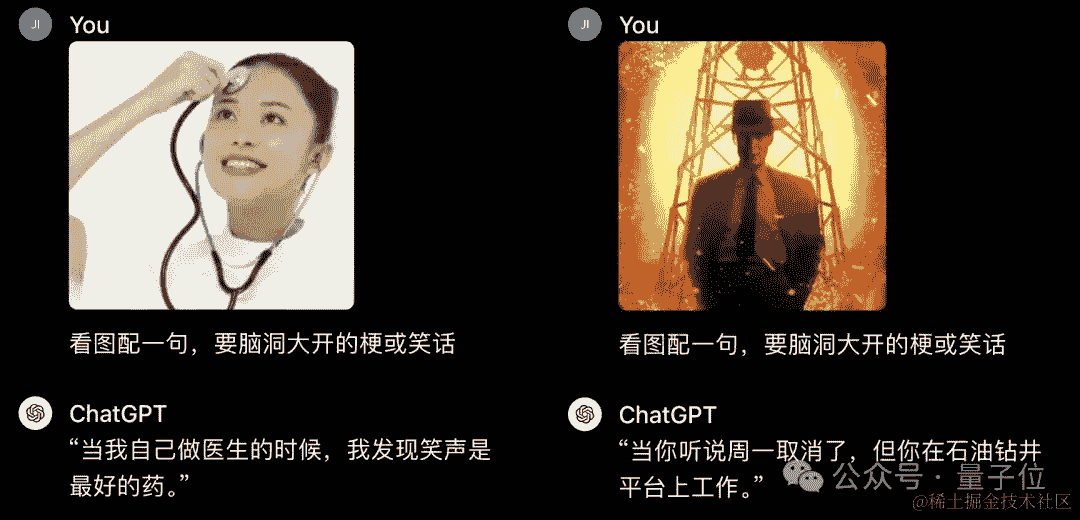 JI You
看图配一句，要脑洞大开的梗或笑话
ChatGPT
“当我自己做医生的时候，我发现笑声是
最好的药。”
JI You
看图配一句，要脑洞大开的梗或笑话
ChatGPT
“当你听说周一取消了，但你在石油钻井
平台上工作。”
公众号·量子位
@稀土掘金技术社区